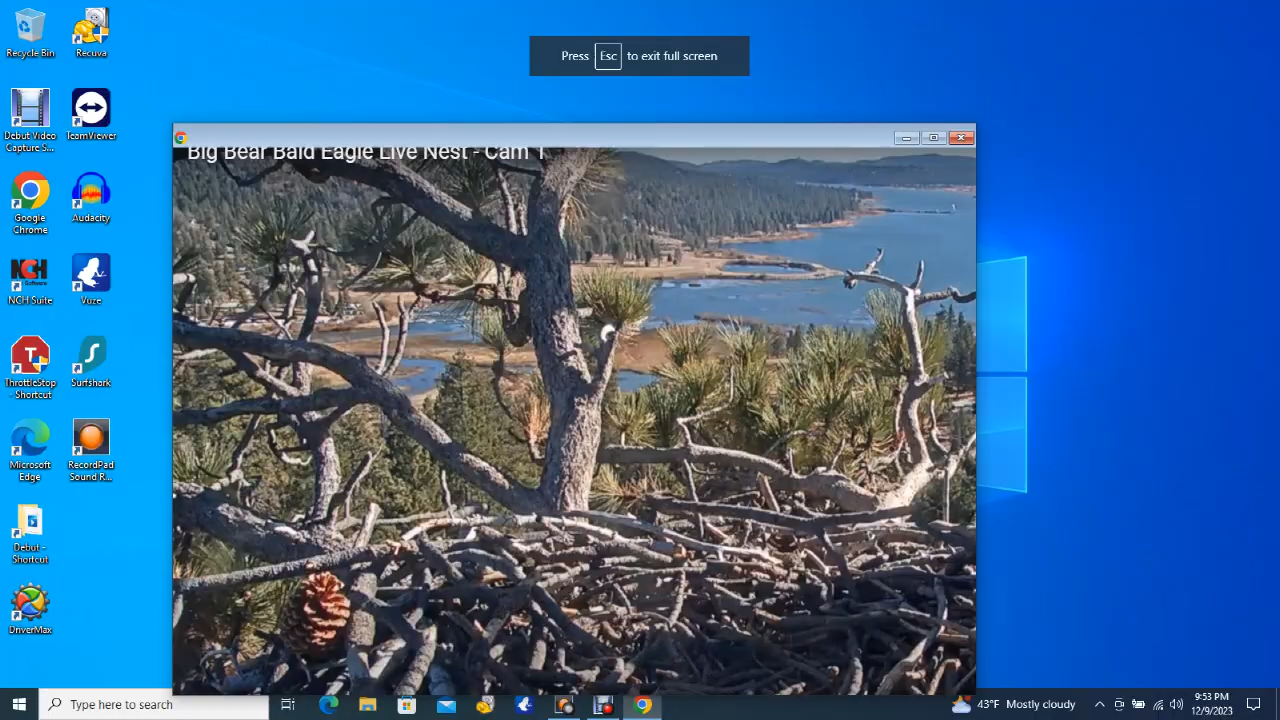 Recycle Bin
Recuva
Debut Video
Capture S...
TeamViewer
Google
Chrome
Audacity
NCH
Software
NCH Suite
Vuze
T
ThrottleStop
- Shortcut
Surfshark
Microsoft
Edge
RecordPad
Sound R...
Debut -
Shortcut
DriverMax
Press Esc to exit full screen
Big Bear Bald Eagle Live Nest - Cam 1
Type here to search
43°F Mostly cloudy
9:53 PM
12/9/2023